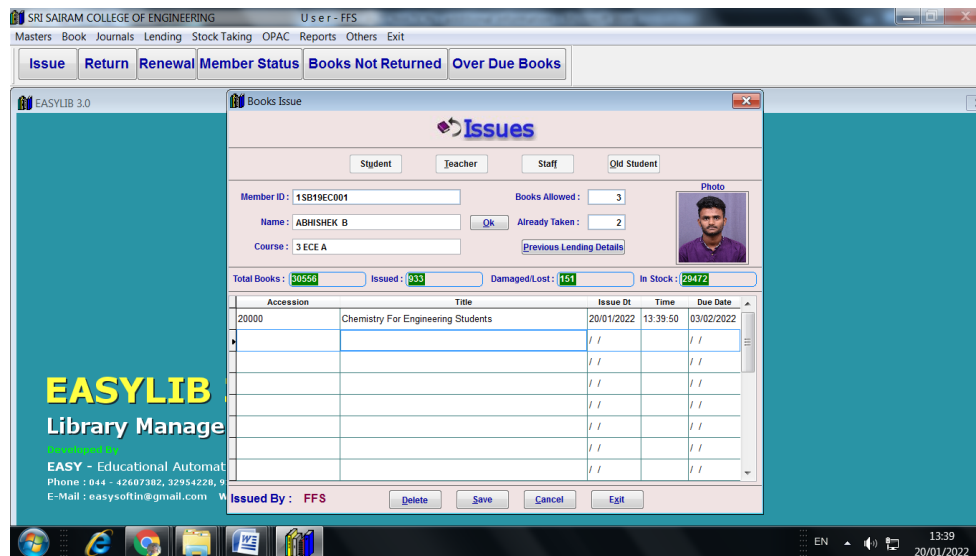 SRI SAIRAM COLLEGE OF ENGINEERING User - FFS
Masters Book Journals Lending Stock Taking OPAC Reports Others Exit
Issue Return Renewal Member Status Books Not Returned Over Due Books
EASYLIB 3.0
Books Issue
Issues
Student Teacher Staff Old Student
Member ID : 1SB19EC001 Books Allowed : 3 Photo
Name : ABHISHEK B Ok Already Taken : 2
Course : 3 ECE A Previous Lending Details
Total Books : 30556 Issued : 933 Damaged/Lost : 151 In Stock : 29472
Accession Title Issue Dt Time Due Date
20000 Chemistry For Engineering Students 20/01/2022 13:39:50 03/02/2022
/ / / /
/ / / /
/ / / /
/ / / /
/ / / /
/ / / /
/ / / /
EASYLIB
Library Manage
Developed By
EASY - Educational Automat
Phone : 044 - 42607382, 32954228, 9
E-Mail : easysoftin@gmail.com W
Issued By : FFS Delete Save Cancel Exit
EN 13:39
20/01/2022